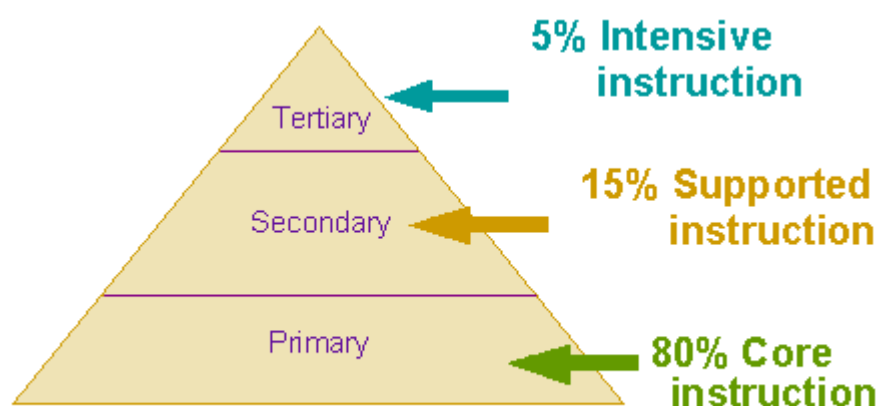 5% Intensive
instruction
Tertiary
15% Supported
instruction
Secondary
Primary
80% Core
instruction